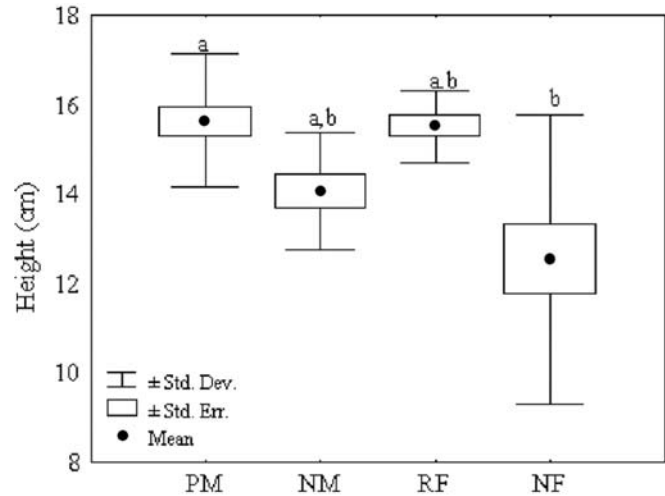 18
16
14
12
10
8
Height (cm)
a
a,b
a.b
b
± Std. Dev.
± Std. Err.
Mean
PM NM RF NF